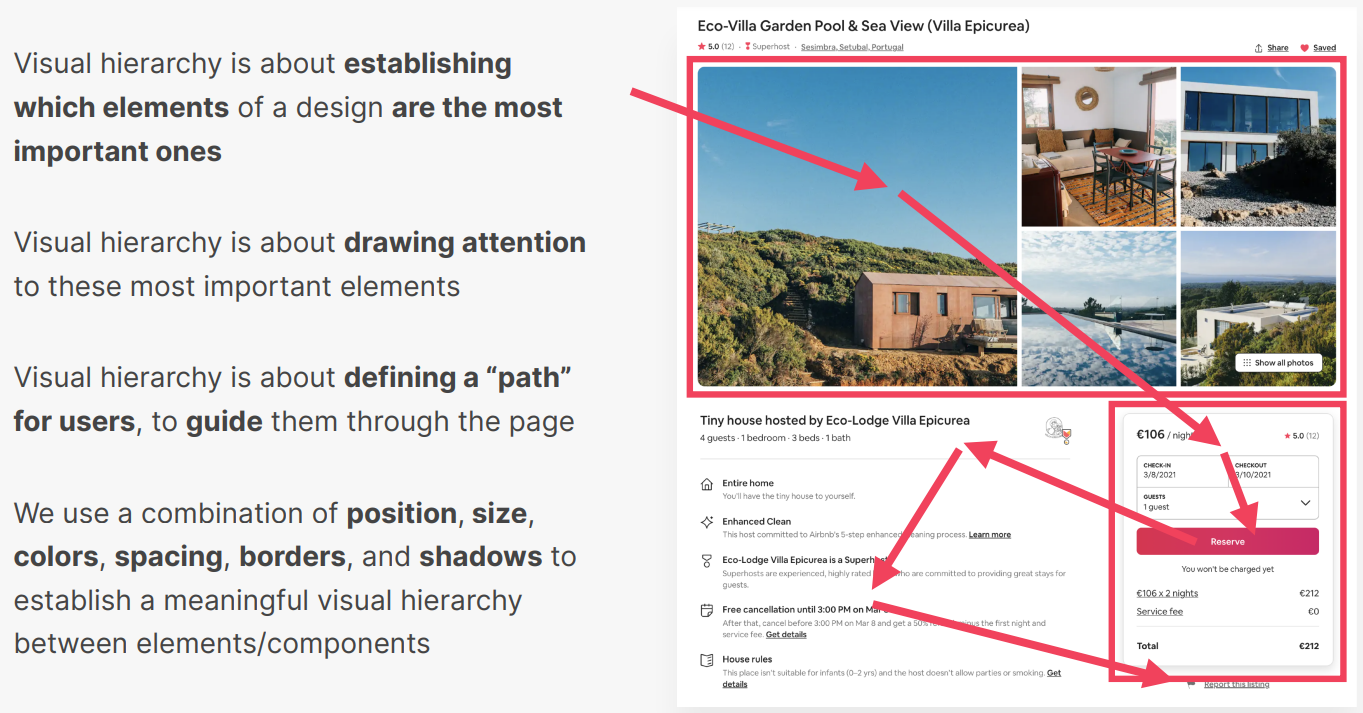 Visual hierarchy is about establishing
which elements of a design are the most
important ones
Visual hierarchy is about drawing attention
to these most important elements
Visual hierarchy is about defining a “path”
for users, to guide them through the page
We use a combination of position, size,
colors, spacing, borders, and shadows to
establish a meaningful visual hierarchy
between elements/components
Eco-Villa Garden Pool & Sea View (Villa Epicurea)
5.0 (12) · Superhost · Sesimbra, Setubal, Portugal
Share Saved
Show all photos
Tiny house hosted by Eco-Lodge Villa Epicurea
4 guests · 1 bedroom · 3 beds · 1 bath
Entire home
You'll have the tiny house to yourself.
Enhanced Clean
This host committed to Airbnb's 5-step enhanced cleaning process. Learn more
Eco-Lodge Villa Epicurea is a Superhost
Superhosts are experienced, highly rated who are committed to providing great stays for
guests.
Free cancellation until 3:00 PM on Mar
After that, cancel before 3:00 PM on Mar 8 and get a 50% minus the first night and
service fee. Get details
House rules
This place isn't suitable for infants (0-2 yrs) and the host doesn't allow parties or smoking. Get
details
€106 / night
5.0 (12)
CHECK-IN CHECKOUT
3/8/2021 3/10/2021
GUESTS
1 guest
Reserve
You won't be charged yet
€106 x 2 nights €212
Service fee €0
Total €212
Report this listing